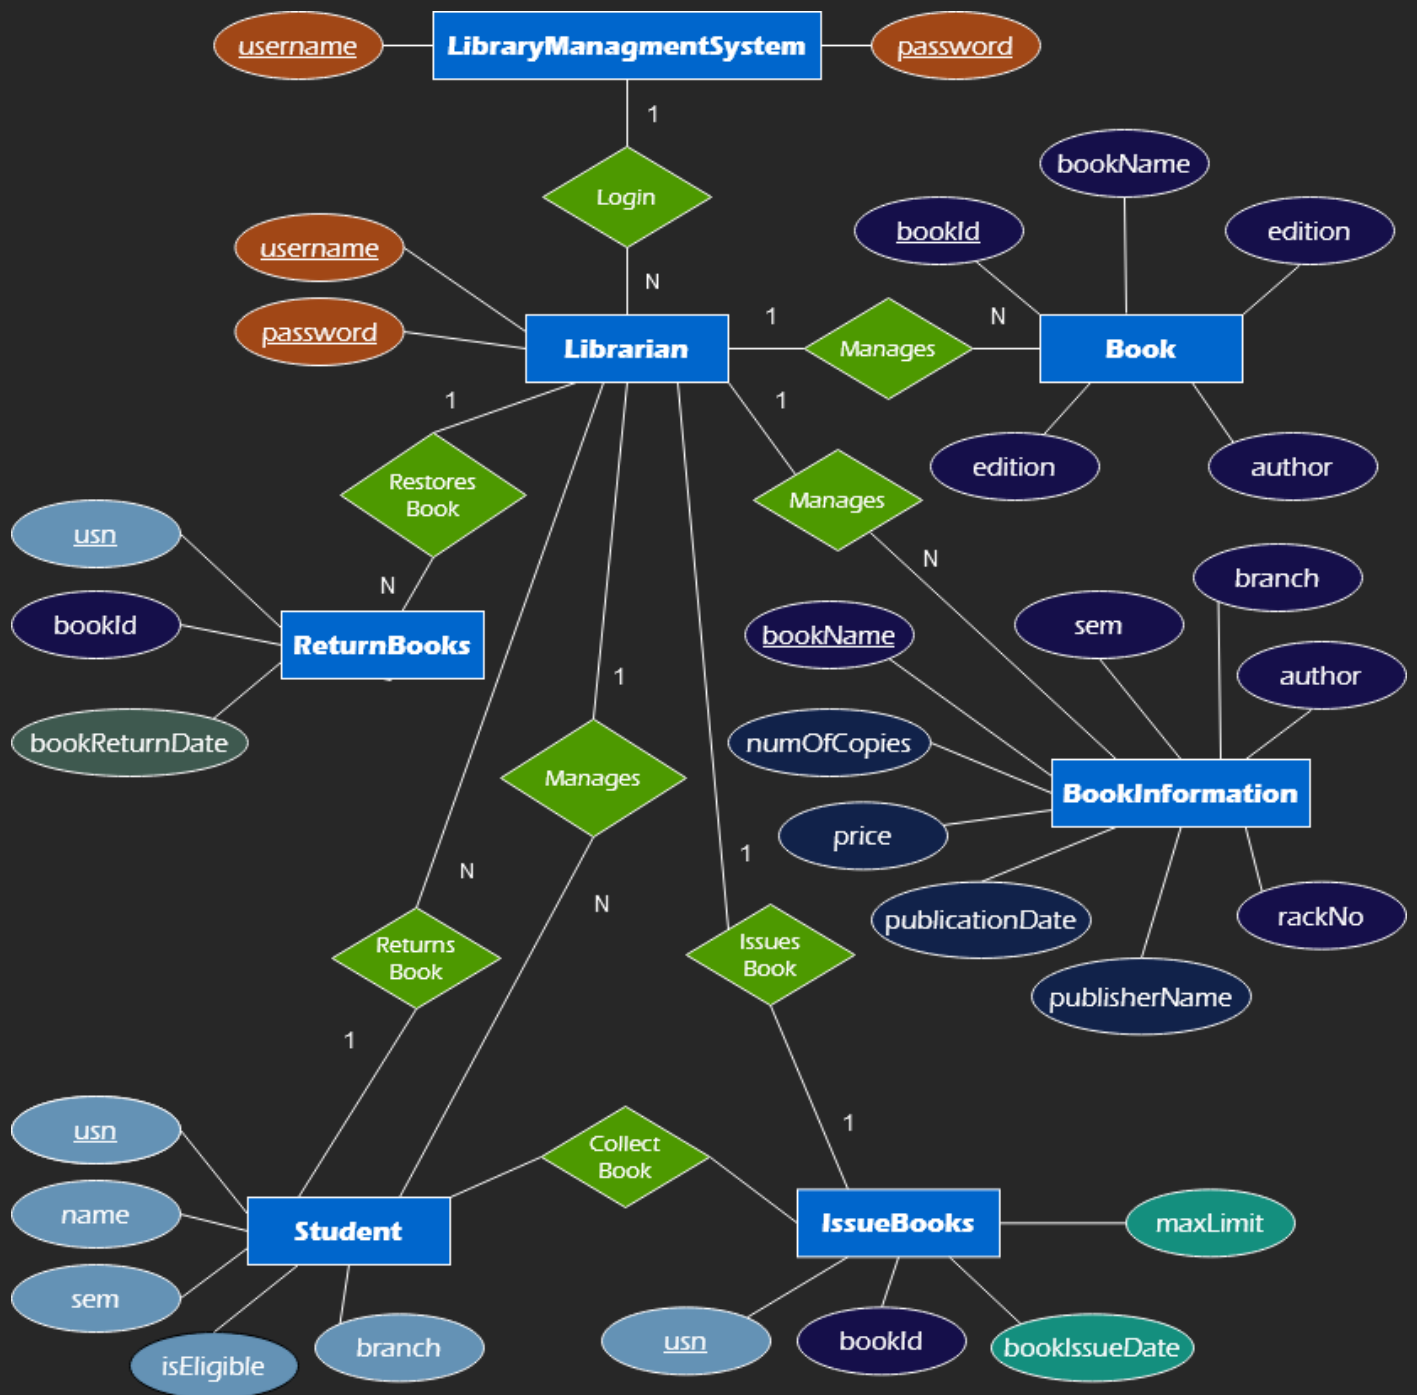 username
LibraryManagmentSystem
password
1
Login
N
bookName
bookId
edition
username
password
Librarian
1
Manages
N
Book
edition
author
1
1
Restores
Book
Manages
N
N
usn
bookId
ReturnBooks
bookReturnDate
branch
sem
bookName
author
numOfCopies
BookInformation
price
publicationDate
rackNo
publisherName
1
Manages
N
N
1
Returns
Book
Issues
Book
1
1
usn
name
Student
sem
isEligible
branch
Collect
Book
IssueBooks
maxLimit
usn
bookId
bookIssueDate